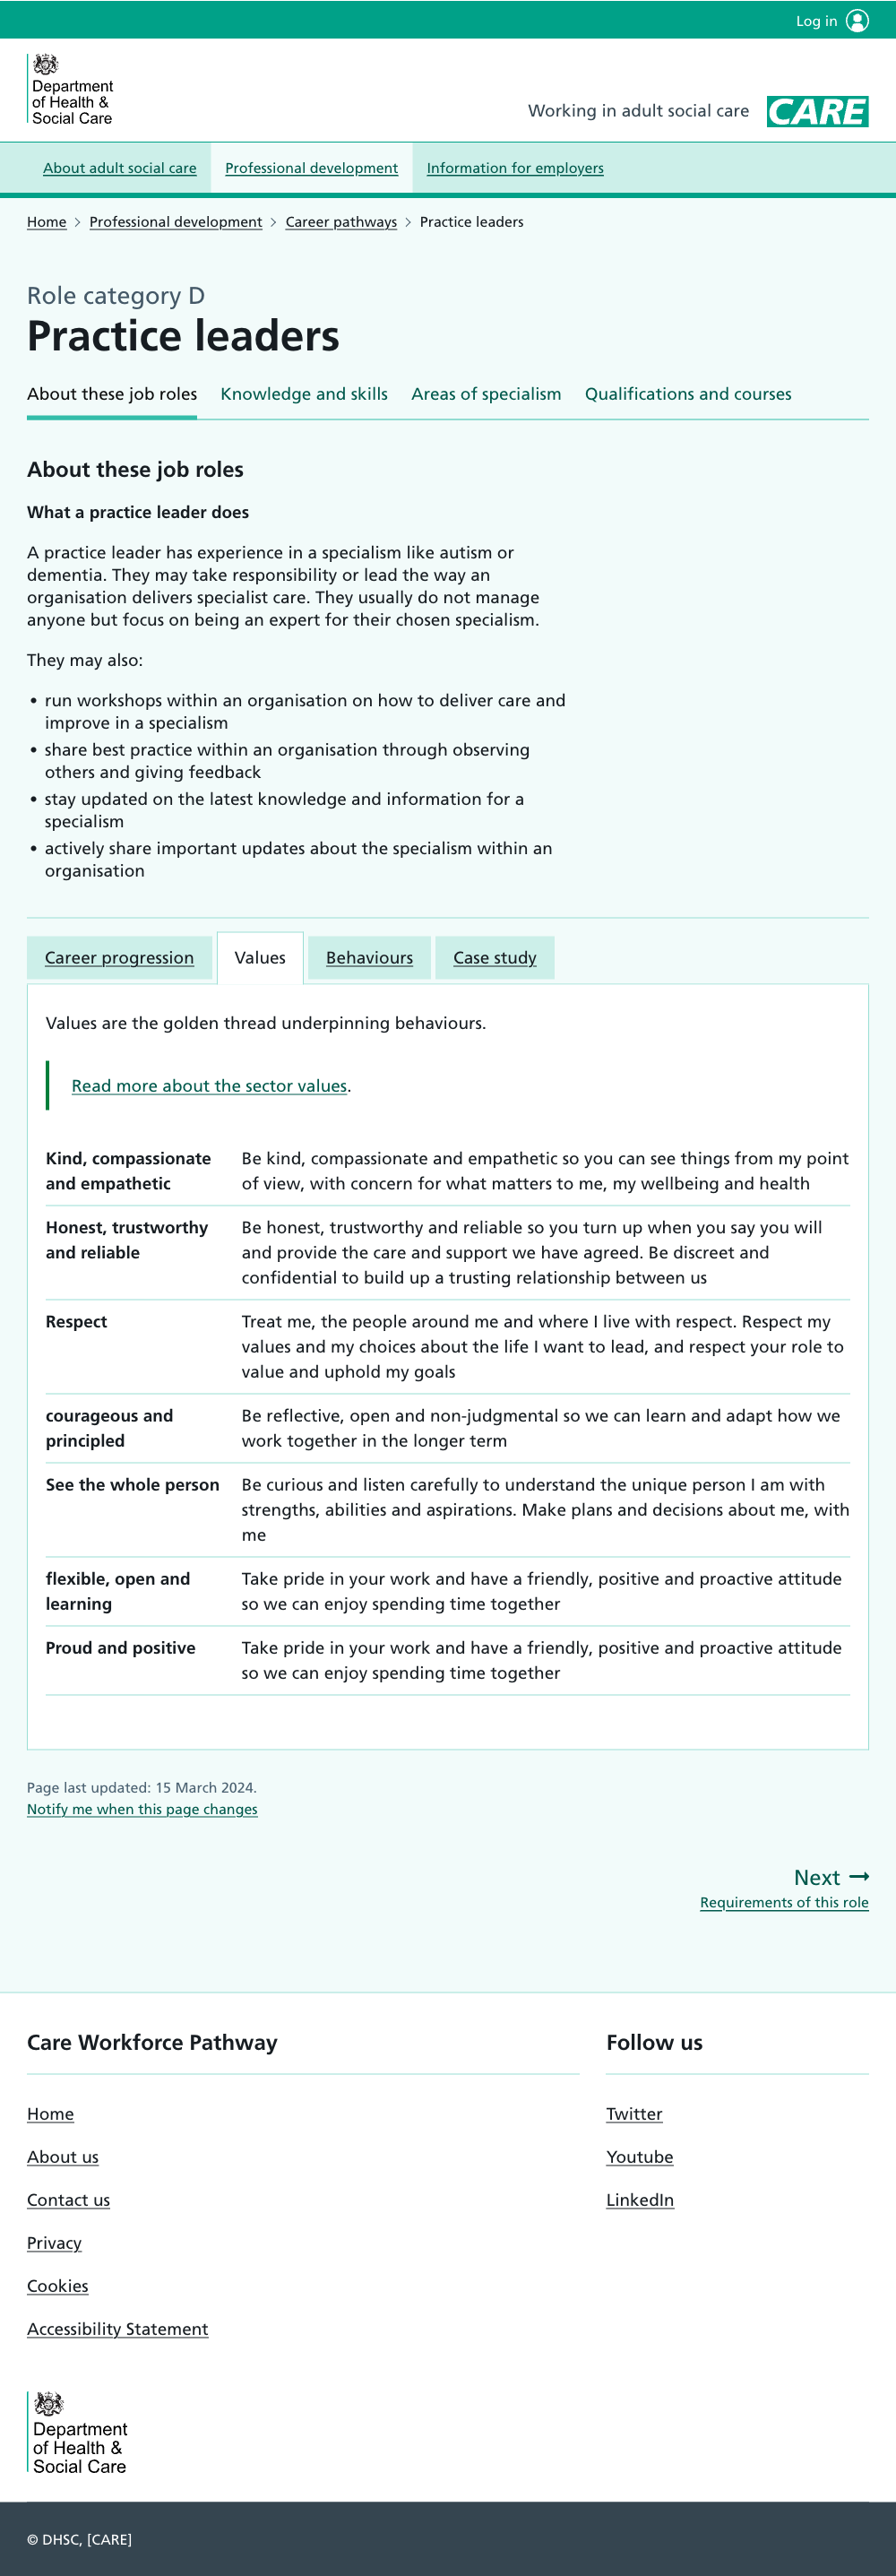 Log in
Department
of Health &
Social Care
Working in adult social care
CARE
About adult social care
Professional development
Information for employers
Home
Professional development
Career pathways
Practice leaders
Role category D
Practice leaders
About these job roles
Knowledge and skills
Areas of specialism
Qualifications and courses
About these job roles
What a practice leader does
A practice leader has experience in a specialism like autism or
dementia. They may take responsibility or lead the way an
organisation delivers specialist care. They usually do not manage
anyone but focus on being an expert for their chosen specialism.
They may also:
• run workshops within an organisation on how to deliver care and
improve in a specialism
• share best practice within an organisation through observing
others and giving feedback
• stay updated on the latest knowledge and information for a
specialism
• actively share important updates about the specialism within an
organisation
Career progression
Values
Behaviours
Case study
Values are the golden thread underpinning behaviours.
Read more about the sector values.
Kind, compassionate
and empathetic
Be kind, compassionate and empathetic so you can see things from my point
of view, with concern for what matters to me, my wellbeing and health
Honest, trustworthy
and reliable
Be honest, trustworthy and reliable so you turn up when you say you will
and provide the care and support we have agreed. Be discreet and
confidential to build up a trusting relationship between us
Respect
Treat me, the people around me and where I live with respect. Respect my
values and my choices about the life I want to lead, and respect your role to
value and uphold my goals
courageous and
principled
Be reflective, open and non-judgmental so we can learn and adapt how we
work together in the longer term
See the whole person
Be curious and listen carefully to understand the unique person I am with
strengths, abilities and aspirations. Make plans and decisions about me, with
me
flexible, open and
learning
Take pride in your work and have a friendly, positive and proactive attitude
so we can enjoy spending time together
Proud and positive
Take pride in your work and have a friendly, positive and proactive attitude
so we can enjoy spending time together
Page last updated: 15 March 2024.
Notify me when this page changes
Next
Requirements of this role
Care Workforce Pathway
Home
About us
Contact us
Privacy
Cookies
Accessibility Statement
Follow us
Twitter
Youtube
LinkedIn
Department
of Health &
Social Care
© DHSC, [CARE]